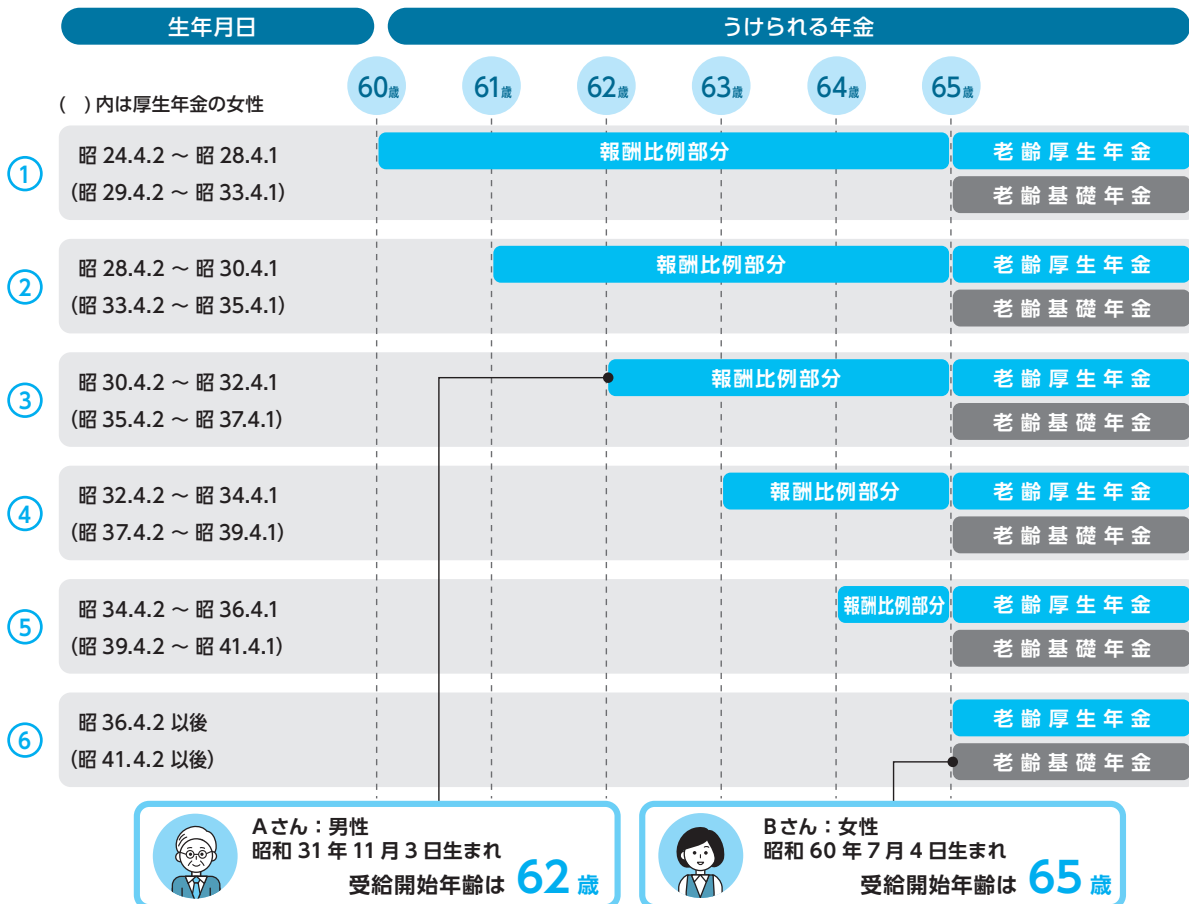 生年月日
うけられる年金
( )内は厚生年金の女性
60歳 61歳 62歳 63歳 64歳 65歳
① 昭 24.4.2 ～ 昭 28.4.1
(昭 29.4.2 ～ 昭 33.4.1)
報酬比例部分
老齢厚生年金
老齢基礎年金
② 昭 28.4.2 ～ 昭 30.4.1
(昭 33.4.2 ～ 昭 35.4.1)
報酬比例部分
老齢厚生年金
老齢基礎年金
③ 昭 30.4.2 ～ 昭 32.4.1
(昭 35.4.2 ～ 昭 37.4.1)
報酬比例部分
老齢厚生年金
老齢基礎年金
④ 昭 32.4.2 ～ 昭 34.4.1
(昭 37.4.2 ～ 昭 39.4.1)
報酬比例部分
老齢厚生年金
老齢基礎年金
⑤ 昭 34.4.2 ～ 昭 36.4.1
(昭 39.4.2 ～ 昭 41.4.1)
報酬比例部分
老齢厚生年金
老齢基礎年金
⑥ 昭 36.4.2 以後
(昭 41.4.2 以後)
老齢厚生年金
老齢基礎年金
Aさん：男性
昭和 31 年 11 月 3 日生まれ
受給開始年齢は 62 歳
Bさん：女性
昭和 60 年 7 月 4 日生まれ
受給開始年齢は 65 歳